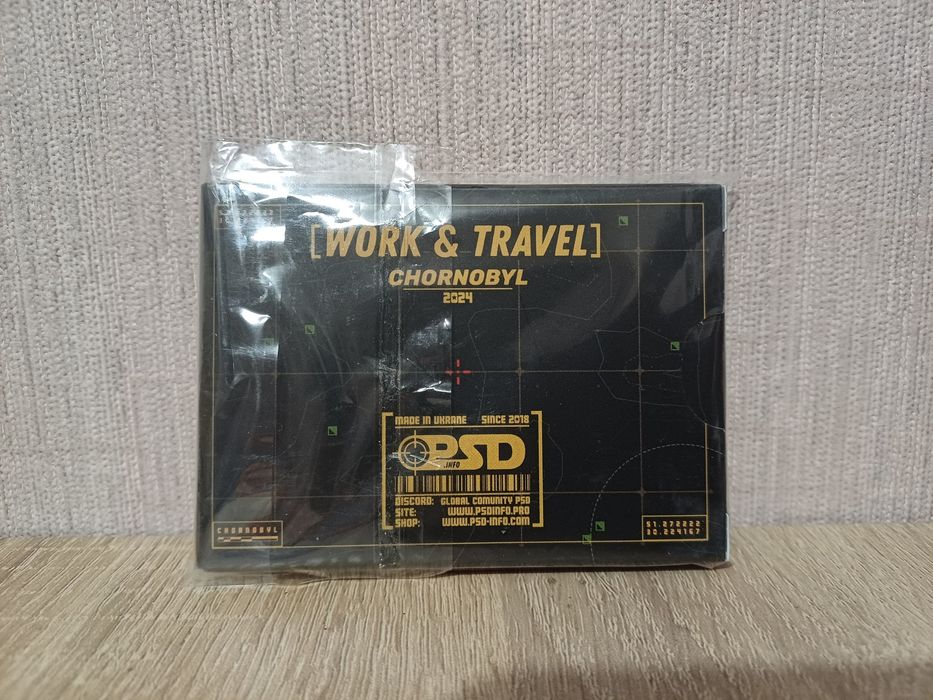 [WORK & TRAVEL]
CHORNOBYL
2024
MADE IN UKRANE SINCE 2018
PSD
.INFO
DISCORD: GLOBAL COMUNITY PSD
SITE: WWW.PSDINFO.PRO
SHOP: WWW.PSD-INFO.COM
CHORNOBYL
51.272222
30.224167